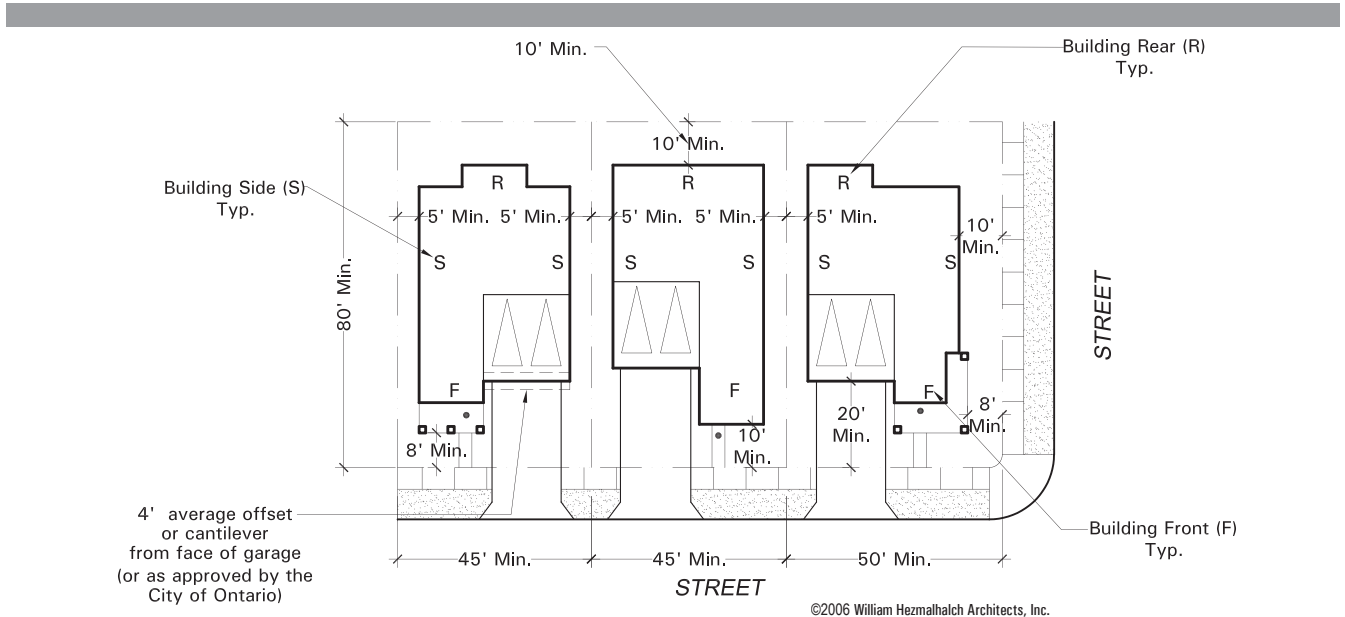 10' Min.
Building Rear (R)
Typ.
10' Min.
R
R
R
Building Side (S)
Typ.
5' Min.
5' Min.
5' Min.
5' Min.
5' Min.
10'
Min.
S
S
S
S
S
S
80' Min.
STREET
F
F
F
8'
Min.
20'
Min.
10'
Min.
8' Min.
4' average offset
or cantilever
from face of garage
(or as approved by the
City of Ontario)
Building Front (F)
Typ.
45' Min.
45' Min.
50' Min.
STREET
©2006 William Hezmalhalch Architects, Inc.